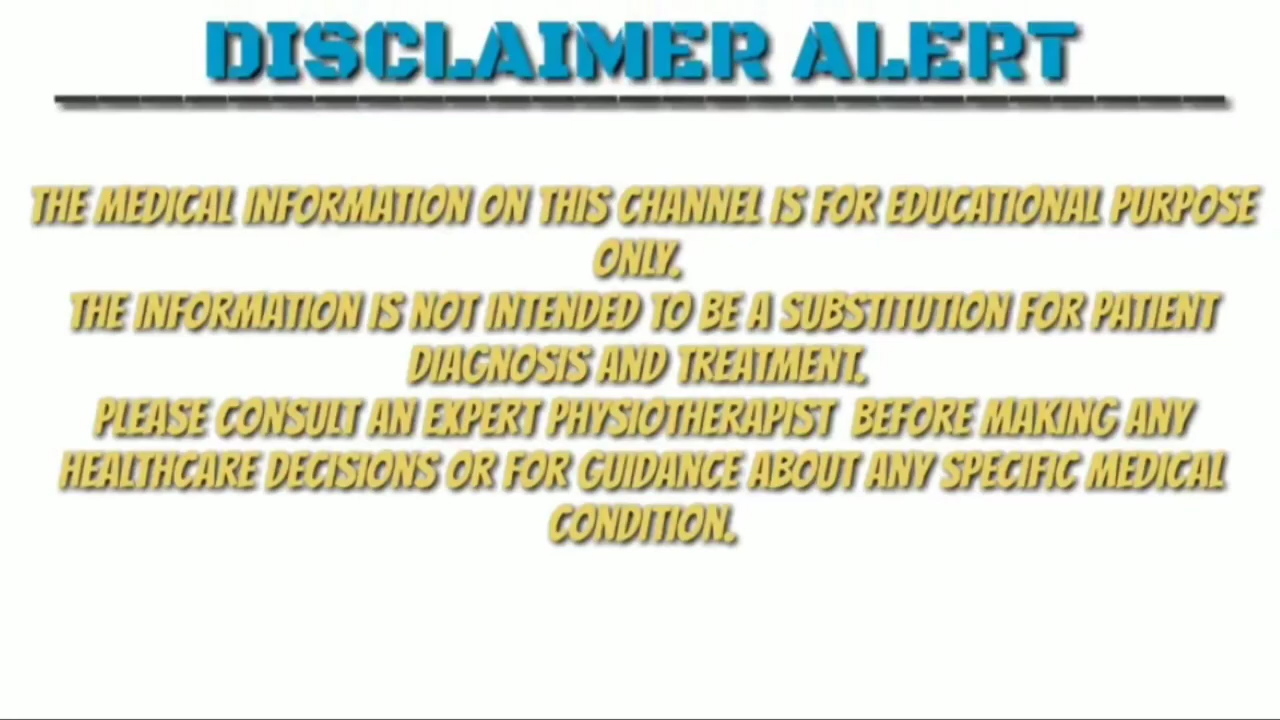 DISCLAIMER ALERT
THE MEDICAL INFORMATION ON THIS CHANNEL IS FOR EDUCATIONAL PURPOSE
ONLY.
THE INFORMATION IS NOT INTENDED TO BE A SUBSTITUTION FOR PATIENT
DIAGNOSIS AND TREATMENT.
PLEASE CONSULT AN EXPERT PHYSIOTHERAPIST BEFORE MAKING ANY
HEALTHCARE DECISIONS OR FOR GUIDANCE ABOUT ANY SPECIFIC MEDICAL
CONDITION.